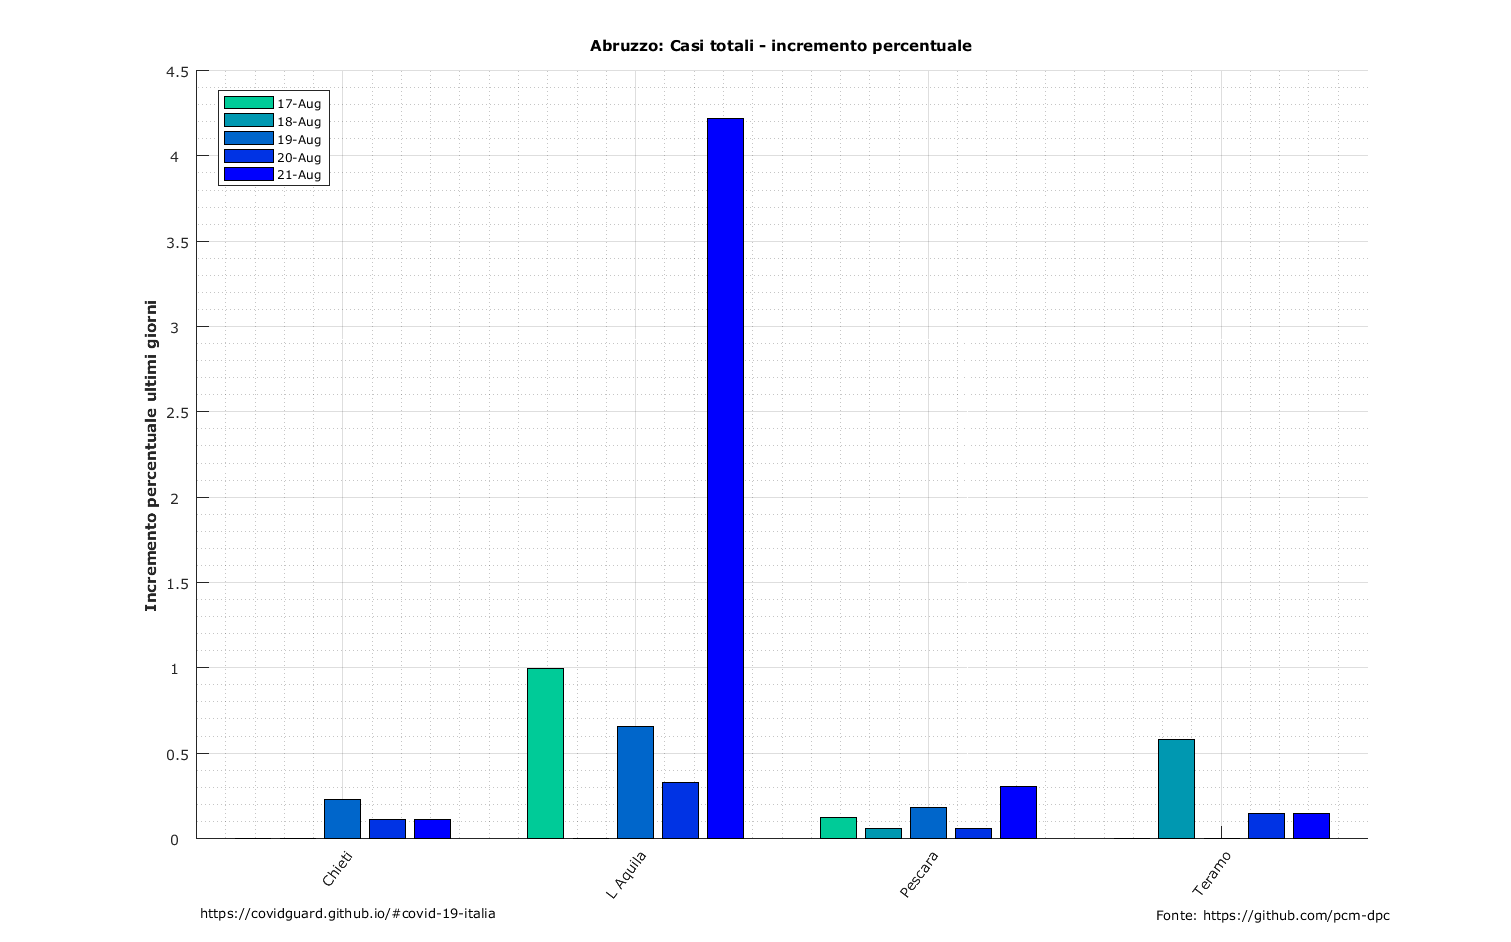 Abruzzo: Casi totali - incremento percentuale
Incremento percentuale ultimi giorni
4.5
4
3.5
3
2.5
2
1.5
1
0.5
0
17-Aug
18-Aug
19-Aug
20-Aug
21-Aug
Chieti
L Aquila
Pescara
Teramo
https://covidguard.github.io/#covid-19-italia
Fonte: https://github.com/pcm-dpc